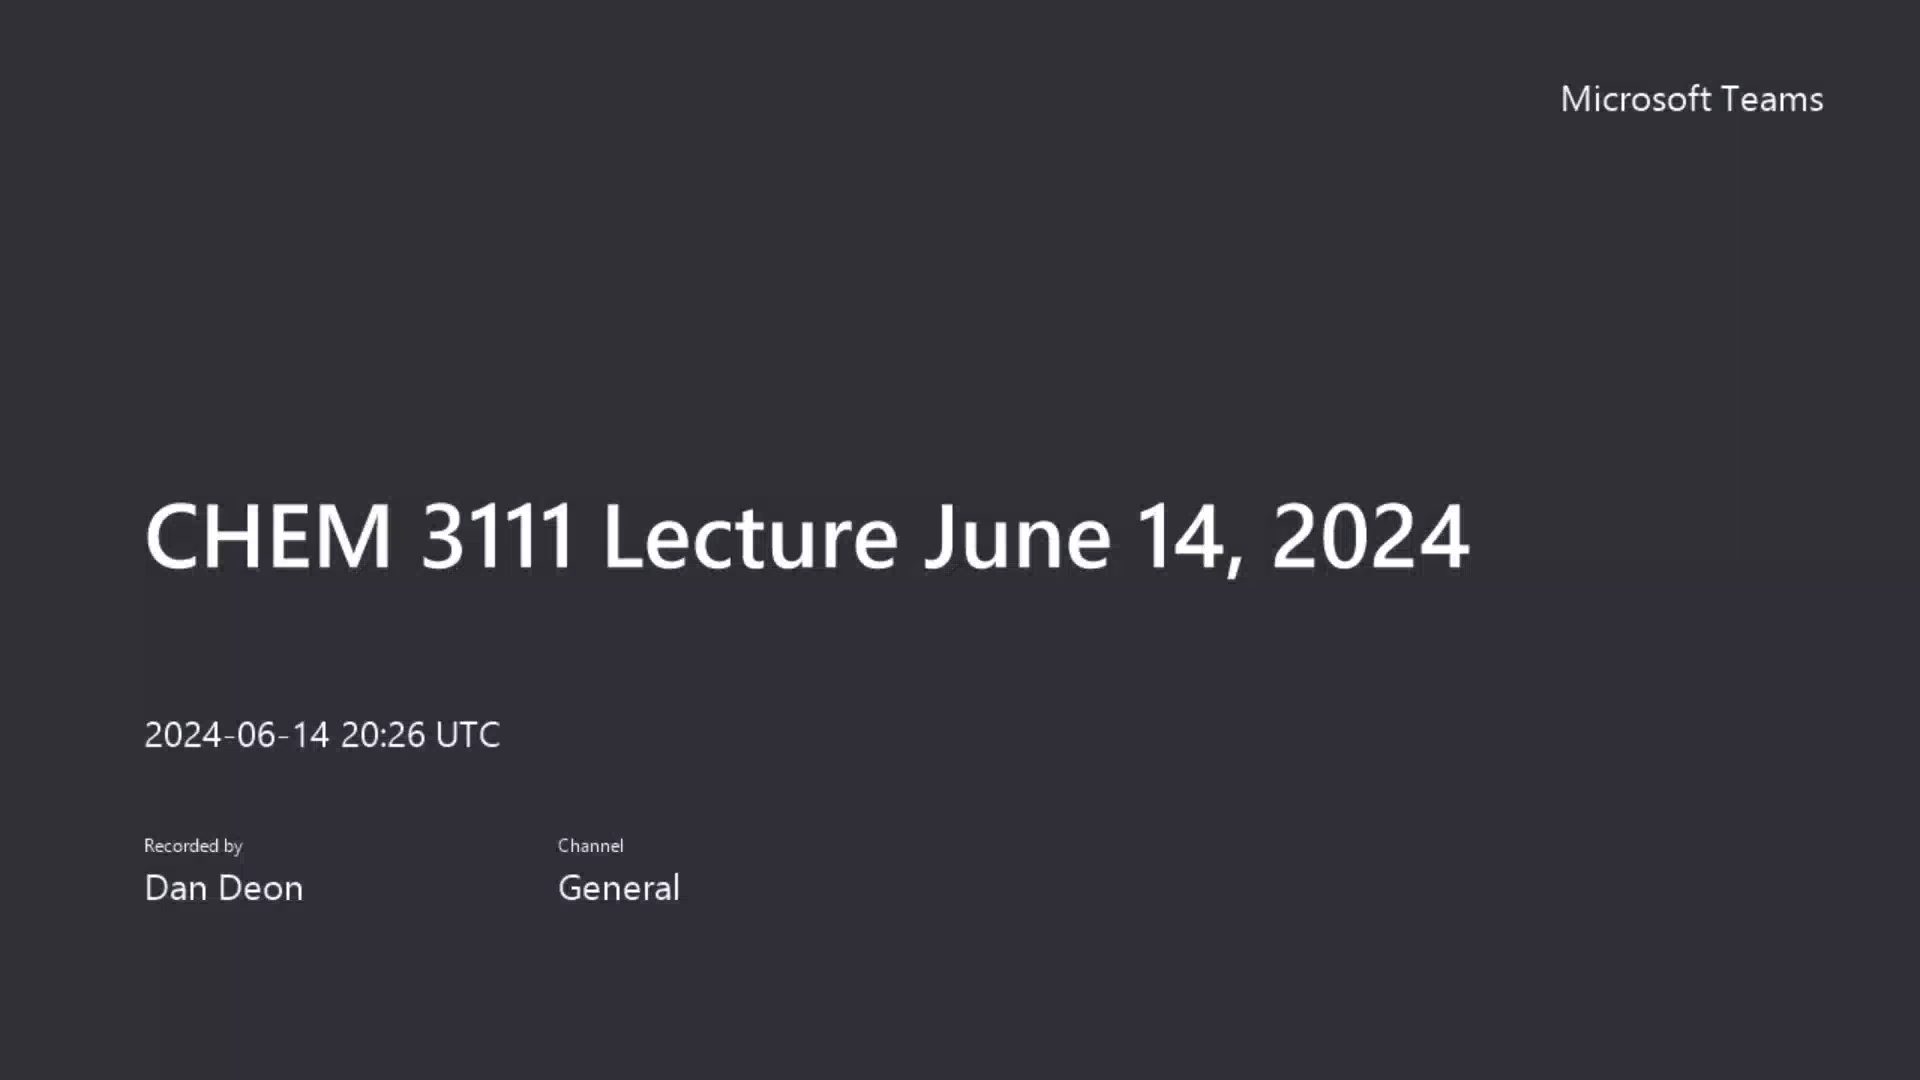 Microsoft Teams
CHEM 3111 Lecture June 14, 2024
2024-06-14 20:26 UTC
Recorded by
Channel
Dan Deon
General